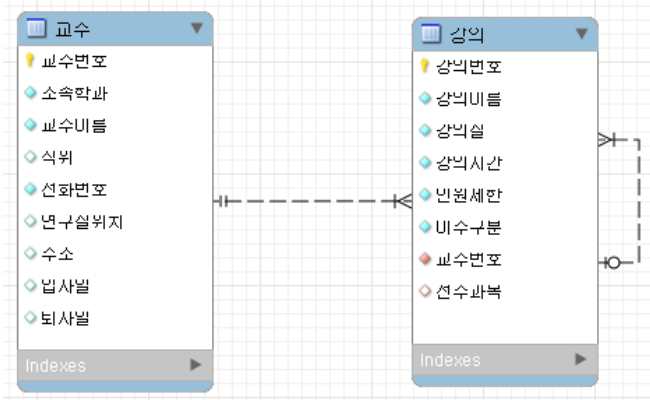 교수
교수번호
소속학과
교수이름
직위
전화번호
연구실위치
주소
입사일
퇴사일
Indexes
강의
강의번호
강의이름
강의실
강의시간
인원제한
이수구분
교수번호
선수과목
Indexes